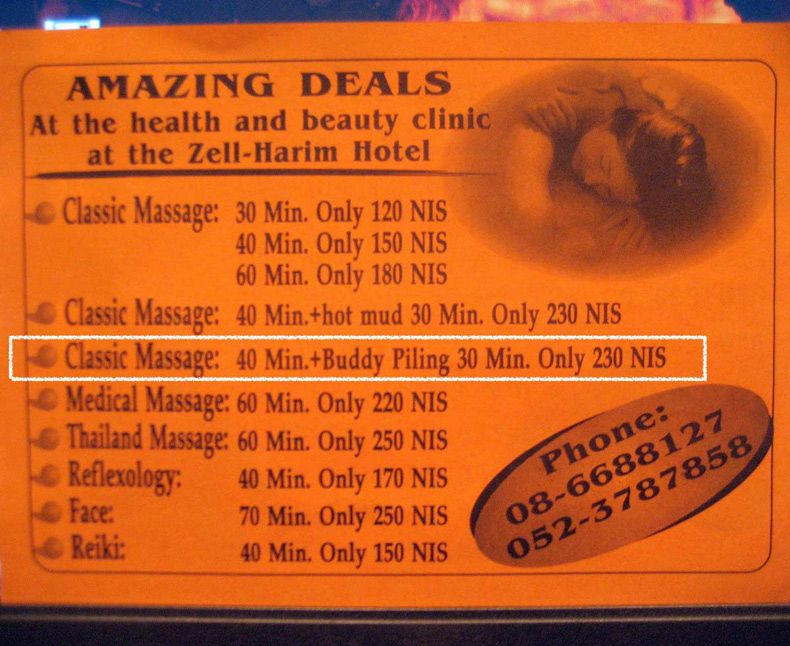 AMAZING DEALS
At the health and beauty clinic
at the Zell-Harim Hotel
Classic Massage: 30 Min. Only 120 NIS
40 Min. Only 150 NIS
60 Min. Only 180 NIS
Classic Massage: 40 Min.+hot mud 30 Min. Only 230 NIS
Classic Massage: 40 Min.+Buddy Piling 30 Min. Only 230 NIS
Medical Massage: 60 Min. Only 220 NIS
Thailand Massage: 60 Min. Only 250 NIS
Reflexology: 40 Min. Only 170 NIS
Face: 70 Min. Only 250 NIS
Reiki: 40 Min. Only 150 NIS
Phone:
08-6688127
052-3787858